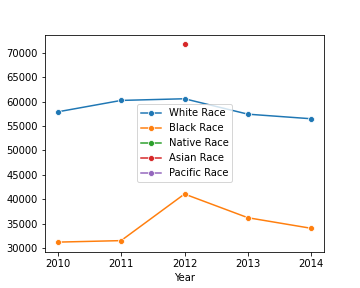 70000
65000
60000
55000
50000
45000
40000
35000
30000
White Race
Black Race
Native Race
Asian Race
Pacific Race
2010 2011 2012 2013 2014
Year